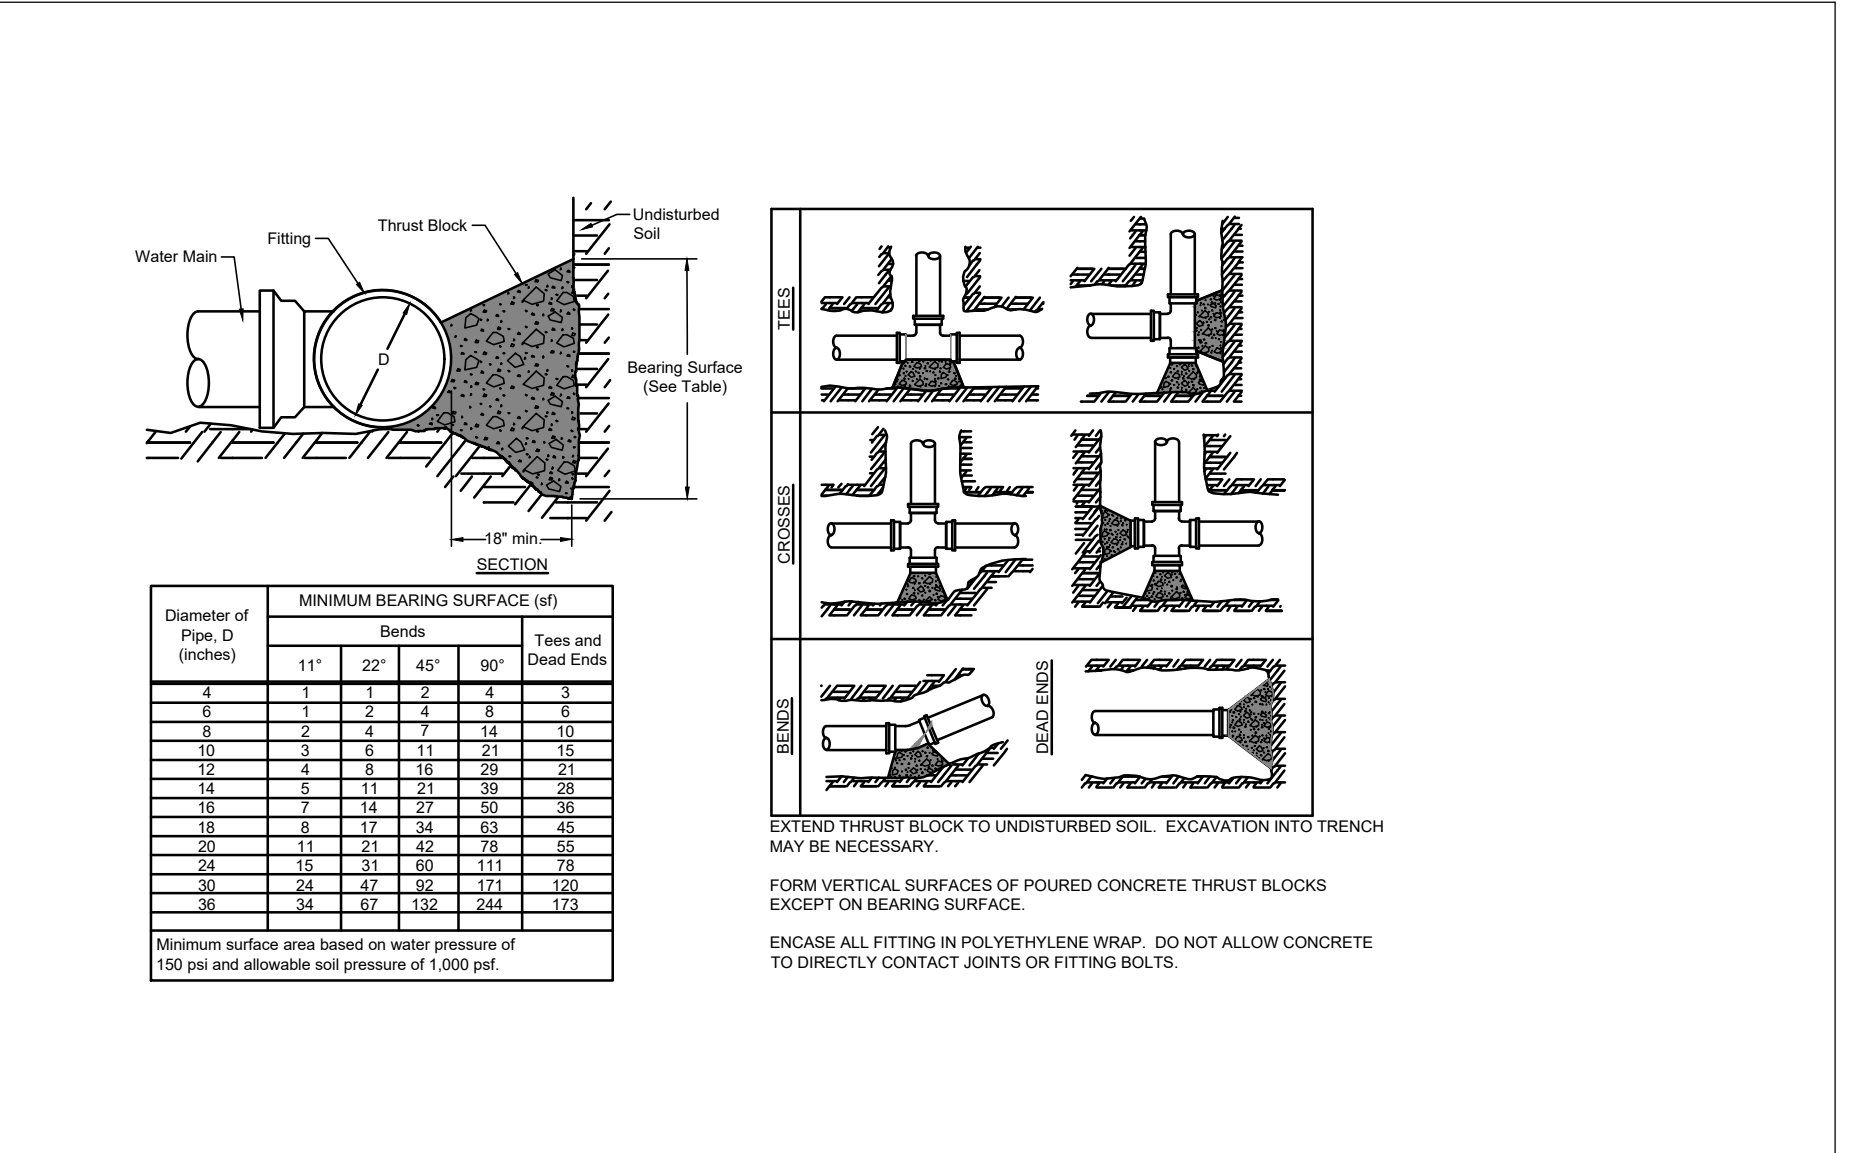 Undisturbed
Soil
Thrust Block
Fitting
Water Main
D
Bearing Surface
(See Table)
18" min.
SECTION
Diameter of
Pipe, D
(inches)
MINIMUM BEARING SURFACE (sf)
Bends
Tees and
Dead Ends
11° 22° 45° 90°
4 1 1 2 4 3
6 1 2 4 8 6
8 2 4 7 14 10
10 3 6 11 21 15
12 4 8 16 29 21
14 5 11 21 39 28
16 7 14 27 50 36
18 8 17 34 63 45
20 11 21 42 78 55
24 15 31 60 111 78
30 24 47 92 171 120
36 34 67 132 244 173
Minimum surface area based on water pressure of
150 psi and allowable soil pressure of 1,000 psf.
TEES
CROSSES
BENDS
DEAD ENDS
EXTEND THRUST BLOCK TO UNDISTURBED SOIL.  EXCAVATION INTO TRENCH
MAY BE NECESSARY.
FORM VERTICAL SURFACES OF POURED CONCRETE THRUST BLOCKS
EXCEPT ON BEARING SURFACE.
ENCASE ALL FITTING IN POLYETHYLENE WRAP.  DO NOT ALLOW CONCRETE
TO DIRECTLY CONTACT JOINTS OR FITTING BOLTS.